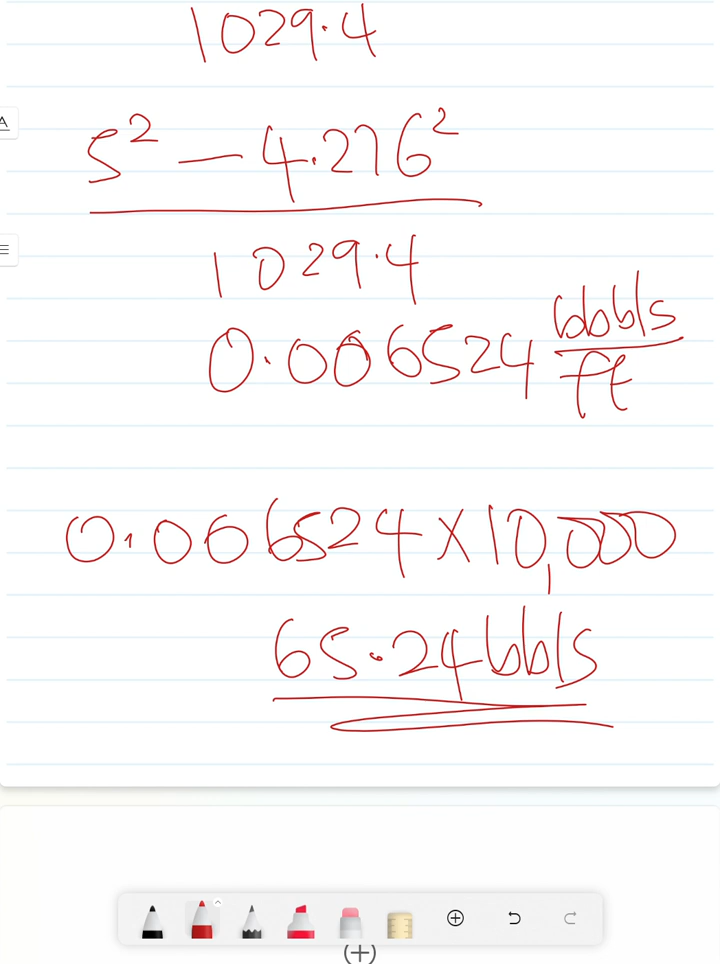 1029.4
5² — 4.276²
1029.4
0.006524 bbls
ft
0.006524 × 10,000
65.24 bbls
A
(+)